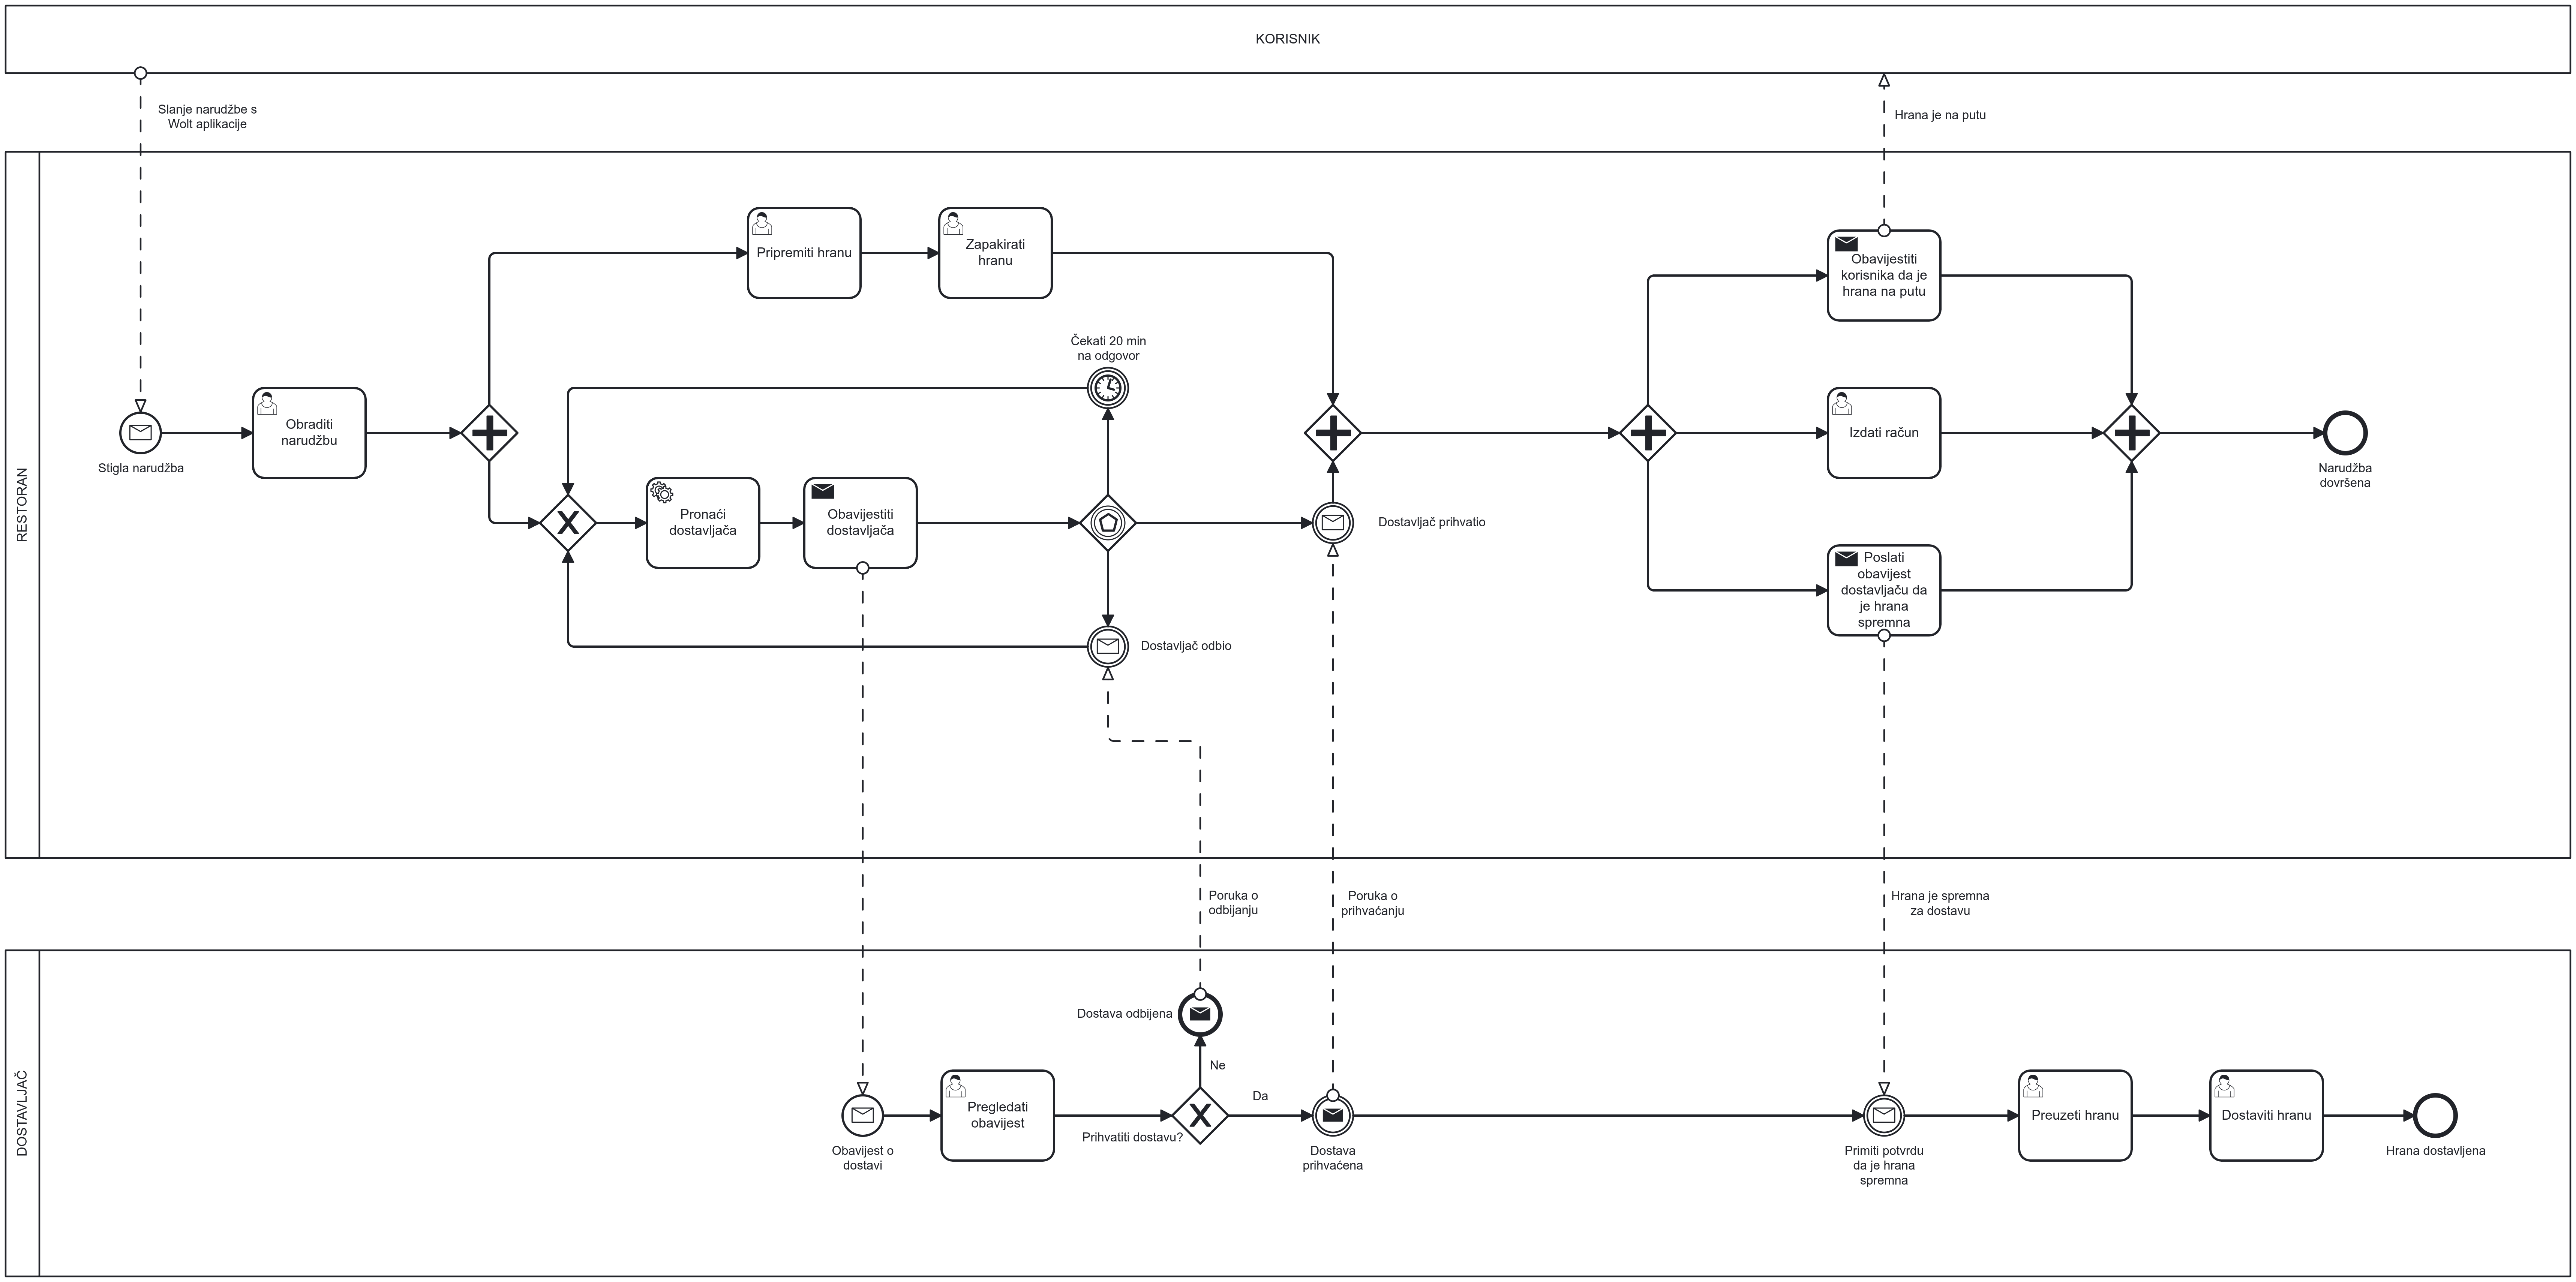 KORISNIK
Slanje narudžbe s
Wolt aplikacije
Hrana je na putu
RESTORAN
Stigla narudžba
Obraditi
narudžbu
Pripremiti hranu
Zapakirati
hranu
Čekati 20 min
na odgovor
Pronaći
dostavljača
Obavijestiti
dostavljača
Dostavljač prihvatio
Dostavljač odbio
Obavijestiti
korisnika da je
hrana na putu
Izdati račun
Poslati
obavijest
dostavljaču da
je hrana
spremna
Narudžba
dovršena
Poruka o
odbijanju
Poruka o
prihvaćanju
Hrana je spremna
za dostavu
DOSTAVLJAČ
Obavijest o
dostavi
Pregledati
obavijest
Prihvatiti dostavu?
Dostava odbijena
Ne
Da
Dostava
prihvaćena
Primiti potvrdu
da je hrana
spremna
Preuzeti hranu
Dostaviti hranu
Hrana dostavljena